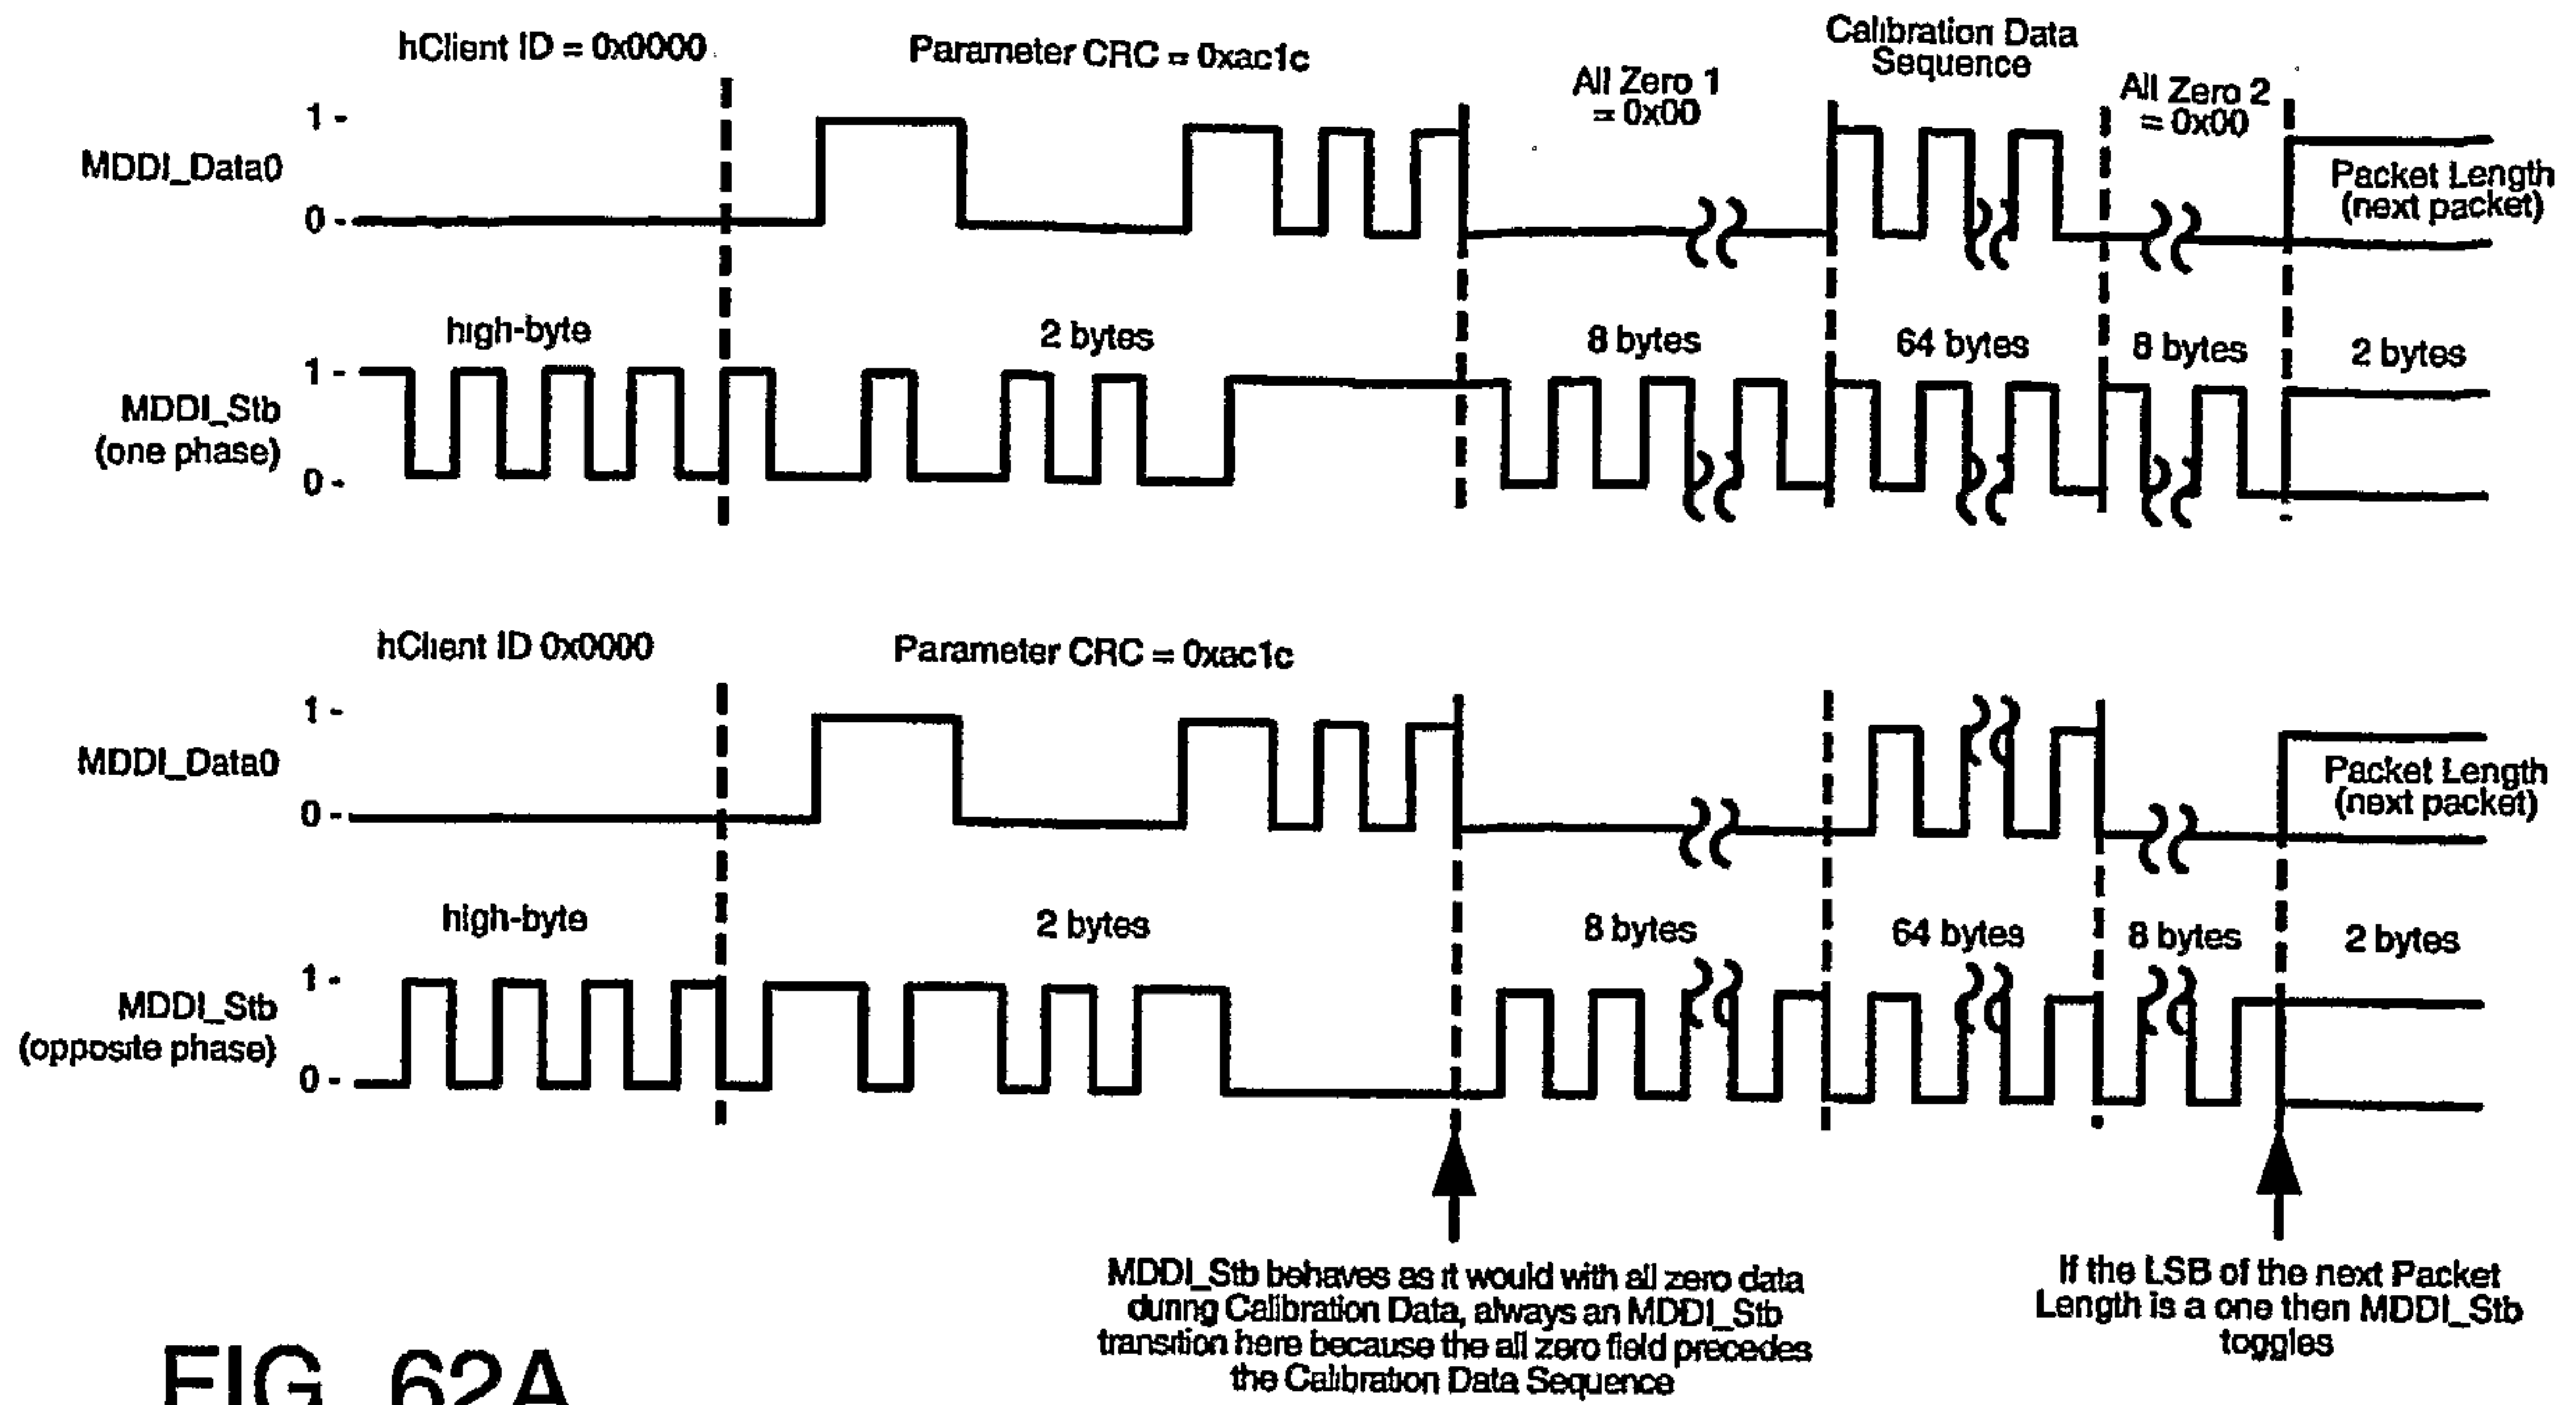 hClient ID = 0x0000
Parameter CRC = 0xac1c
All Zero 1
= 0x00
Calibration Data
Sequence
All Zero 2
= 0x00
1 -
MDDI_Data0
0 -
Packet Length
(next packet)
high-byte
2 bytes
8 bytes
64 bytes
8 bytes
2 bytes
1 -
MDDI_Stb
(one phase)
0 -
hClient ID 0x0000
Parameter CRC = 0xac1c
1 -
MDDI_Data0
0 -
Packet Length
(next packet)
high-byte
2 bytes
8 bytes
64 bytes
8 bytes
2 bytes
1 -
MDDI_Stb
(opposite phase)
0 -
MDDI_Stb behaves as it would with all zero data
during Calibration Data, always an MDDI_Stb
transition here because the all zero field precedes
the Calibration Data Sequence
If the LSB of the next Packet
Length is a one then MDDI_Stb
toggles
FIG. 62A